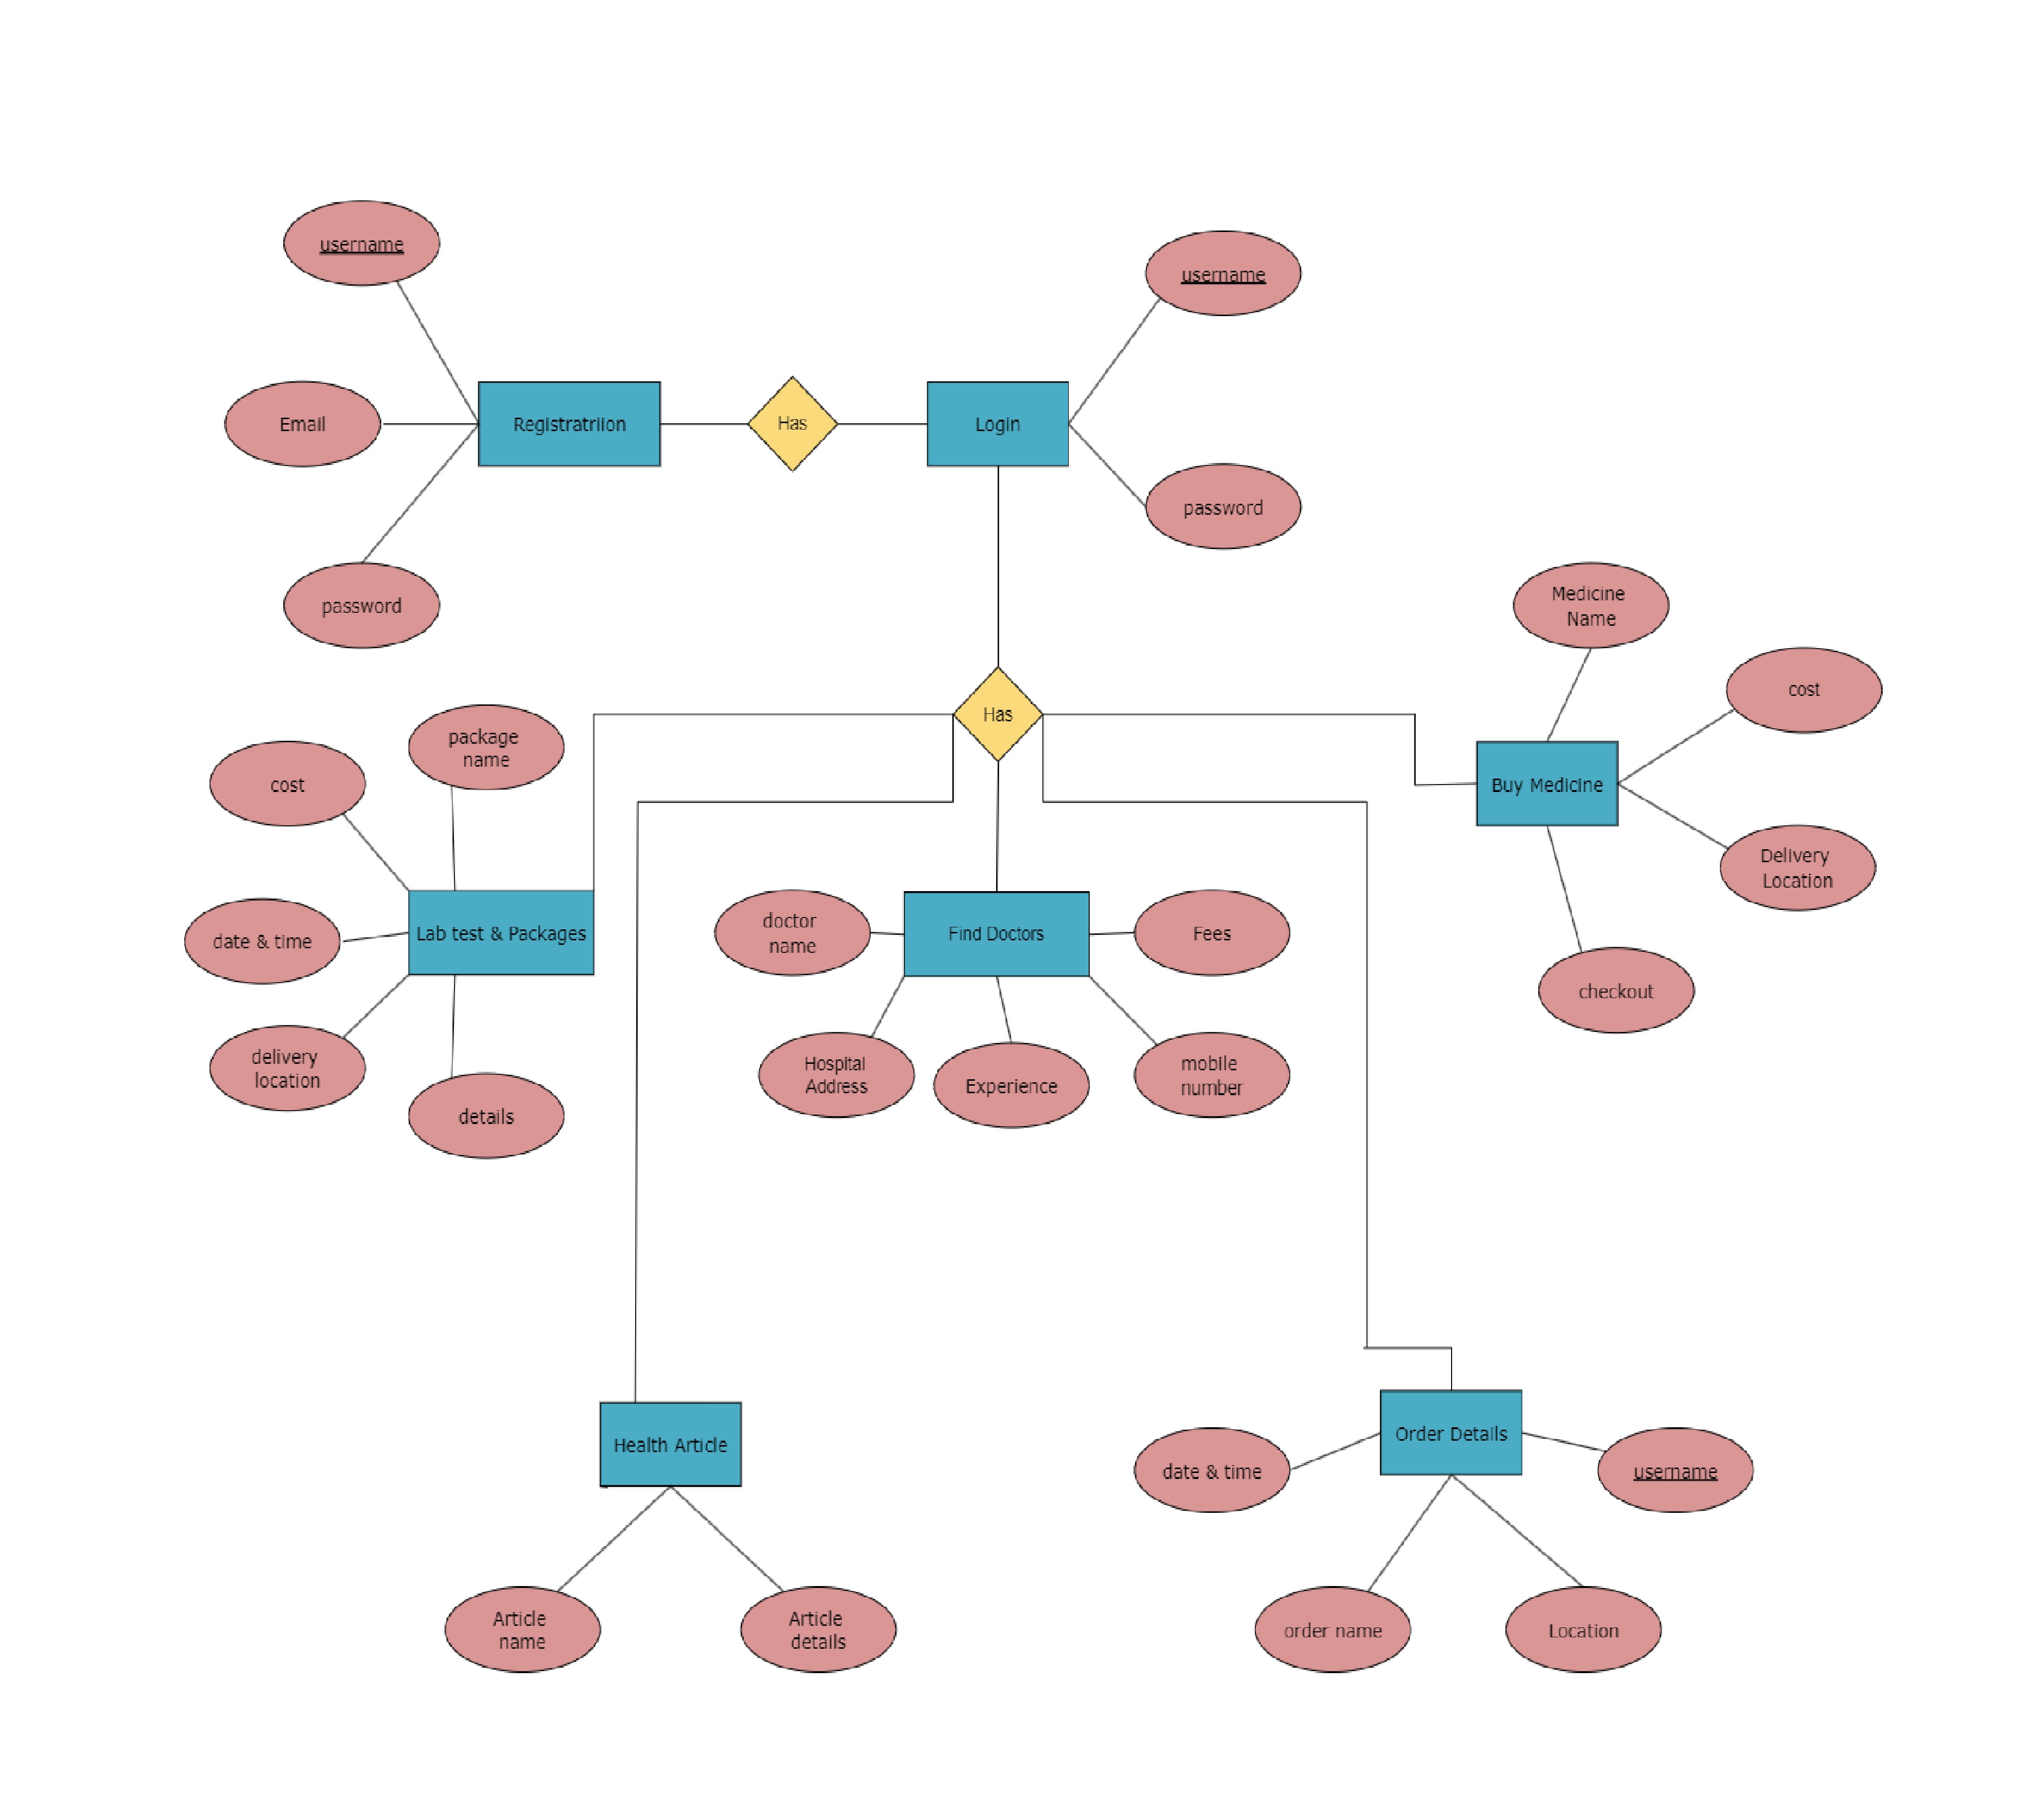 username
username
Email
Registratriion
Has
Login
password
password
Medicine
Name
cost
Has
package
name
cost
Buy Medicine
Delivery
Location
doctor
name
Find Doctors
Fees
Lab test & Packages
date & time
checkout
delivery
location
Hospital
Address
Experience
mobile
number
details
Health Article
Order Details
date & time
username
Article
name
Article
details
order name
Location